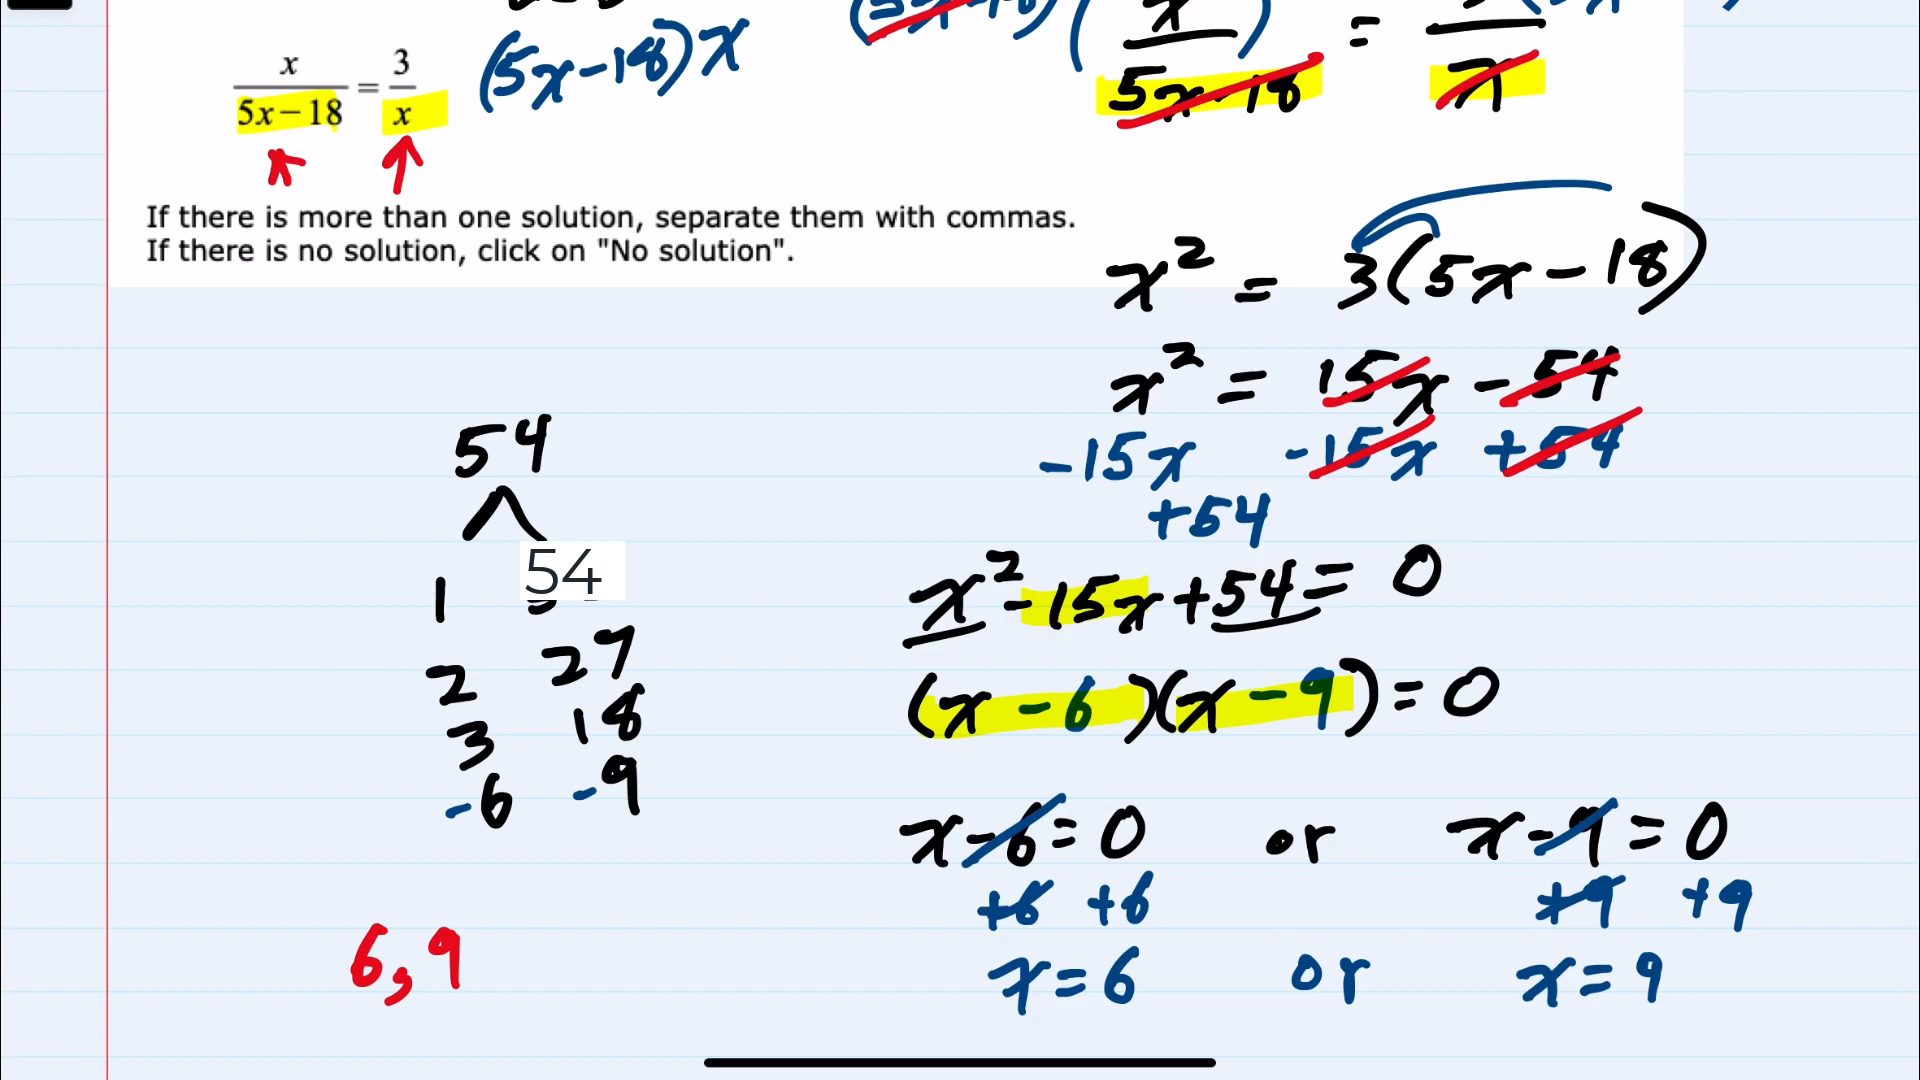 (5x-18)x
x/(5x-18) = 3/x
x
5x-18
=
x
If there is more than one solution, separate them with commas.
If there is no solution, click on "No solution".
x² = 3(5x-18)
x² = 15x - 54
-15x -15x +54
+54
x² - 15x + 54 = 0
(x - 6)(x - 9) = 0
x - 6 = 0 or x - 9 = 0
+6 +6 +9 +9
x = 6 or x = 9
54
1 54
2 27
3 18
-6 -9
6, 9